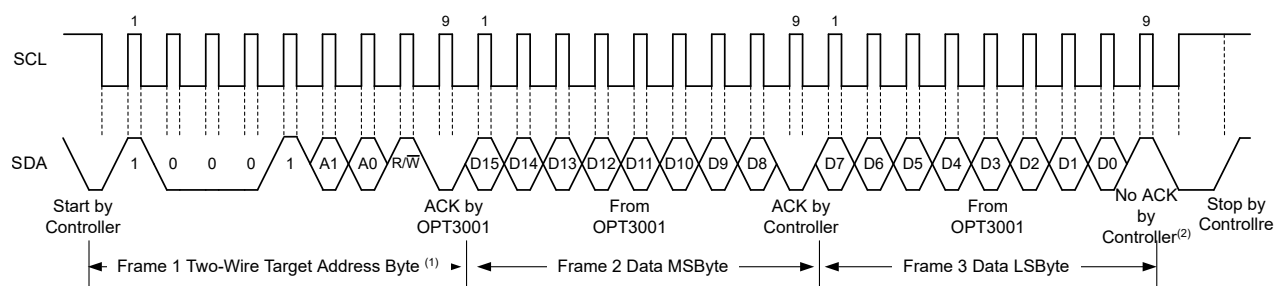 1 9 1 9 1 9
SCL
SDA 1 0 0 0 1 A1 A0 R/W D15 D14 D13 D12 D11 D10 D9 D8 D7 D6 D5 D4 D3 D2 D1 D0
Start by
Controller
ACK by
OPT3001
From
OPT3001
ACK by
Controller
From
OPT3001
No ACK
by
Controller(2)
Stop by
Controllre
Frame 1 Two-Wire Target Address Byte (1) Frame 2 Data MSByte Frame 3 Data LSByte